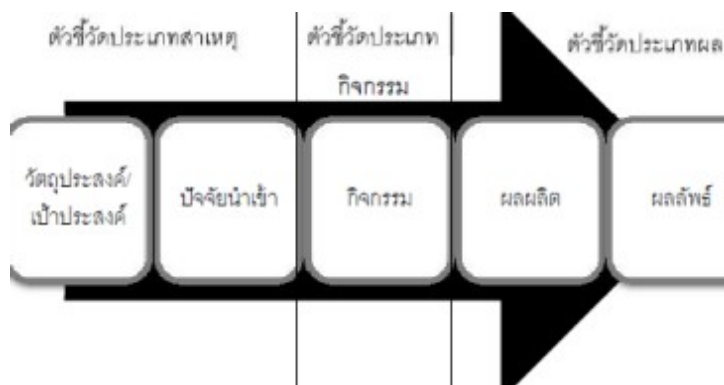 ตัวชี้วัดประเภทสาเหตุ
ตัวชี้วัดประเภท
กิจกรรม
ตัวชี้วัดประเภทผล
วัตถุประสงค์/
เป้าประสงค์
ปัจจัยนำเข้า
กิจกรรม
ผลผลิต
ผลลัพธ์